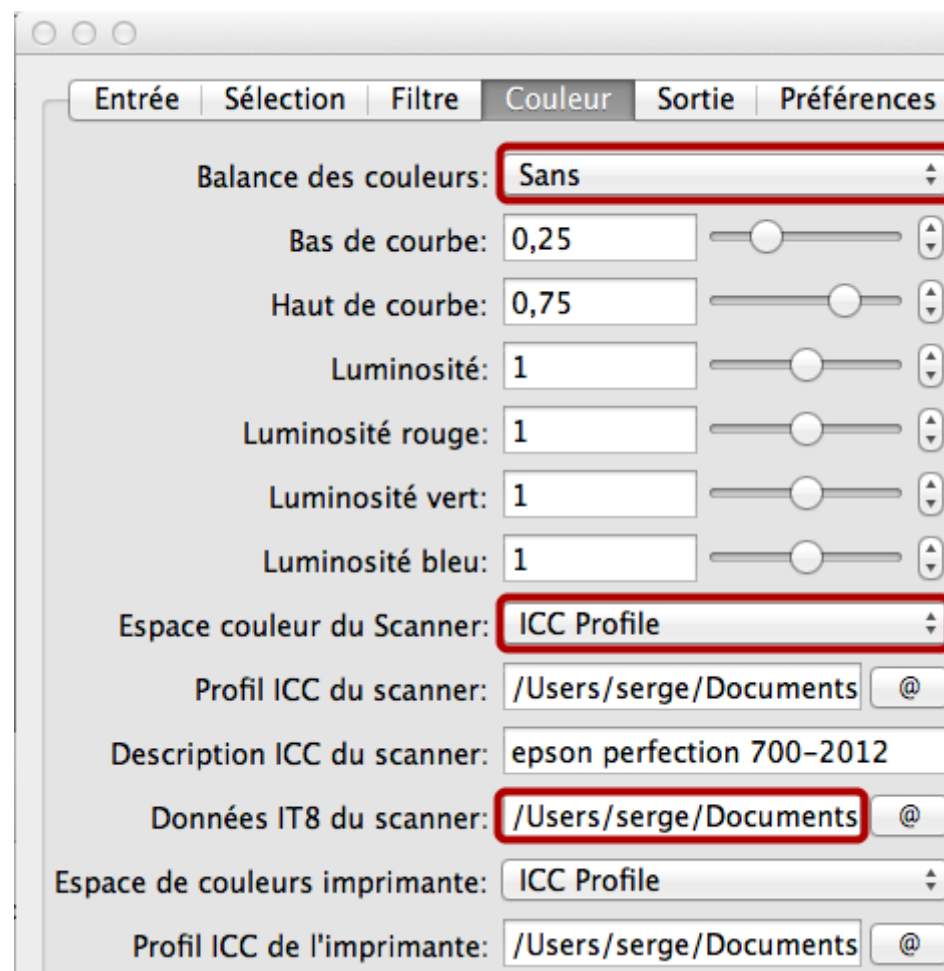 Entrée Sélection Filtre Couleur Sortie Préférences
Balance des couleurs: Sans
Bas de courbe: 0,25
Haut de courbe: 0,75
Luminosité: 1
Luminosité rouge: 1
Luminosité vert: 1
Luminosité bleu: 1
Espace couleur du Scanner: ICC Profile
Profil ICC du scanner: /Users/serge/Documents @
Description ICC du scanner: epson perfection 700-2012
Données IT8 du scanner: /Users/serge/Documents @
Espace de couleurs imprimante: ICC Profile
Profil ICC de l'imprimante: /Users/serge/Documents @